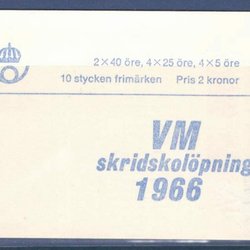 2×40 öre, 4×25 öre, 4×5 öre
10 stycken frimärken Pris 2 kronor
VM
skridskolöpning
1966